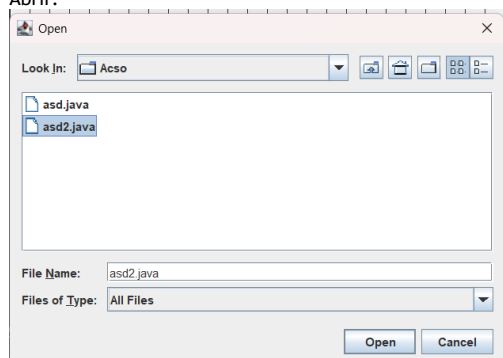 Abrir:
Open
Look In: Acso
asd.java
asd2.java
File Name: asd2.java
Files of Type: All Files
Open Cancel